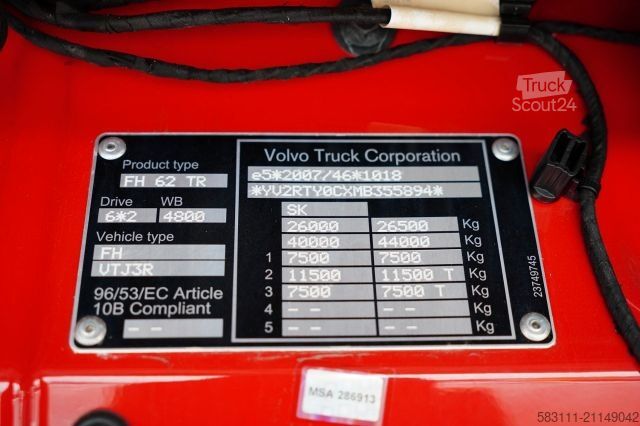 Truck
Scout24
Product type
FH 62 TR
Drive WB
6*2 4800
Vehicle type
FH
VTJ3R
96/53/EC Article
10B Compliant
- -
Volvo Truck Corporation
e5*2007/46*1018
*YV2RTY0CXMB355894*
SK
26000 26500 Kg
40000 44000 Kg
1 7500 7500 Kg
2 11500 11500 T Kg
3 7500 7500 T Kg
4 - - - - Kg
5 - - - - Kg
23749745
MSA 286913
583111-21149042